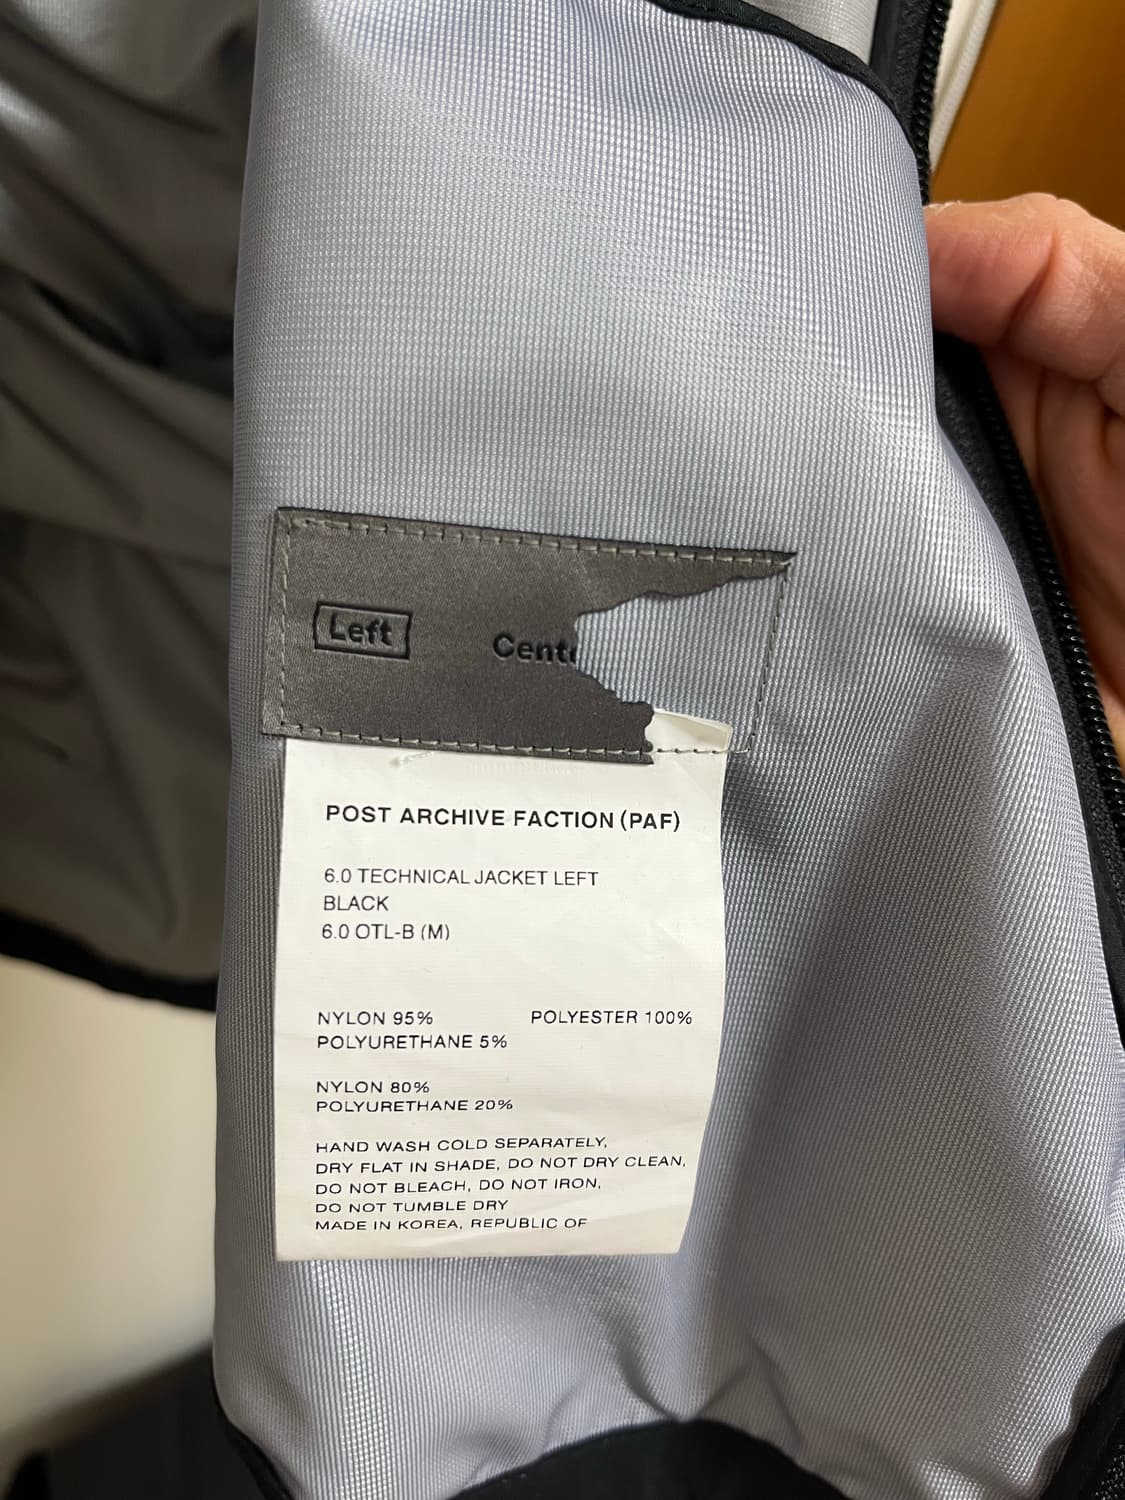 Left Cent
POST ARCHIVE FACTION (PAF)
6.0 TECHNICAL JACKET LEFT
BLACK
6.0 OTL-B (M)
NYLON 95% POLYESTER 100%
POLYURETHANE 5%
NYLON 80%
POLYURETHANE 20%
HAND WASH COLD SEPARATELY,
DRY FLAT IN SHADE, DO NOT DRY CLEAN,
DO NOT BLEACH, DO NOT IRON,
DO NOT TUMBLE DRY
MADE IN KOREA, REPUBLIC OF